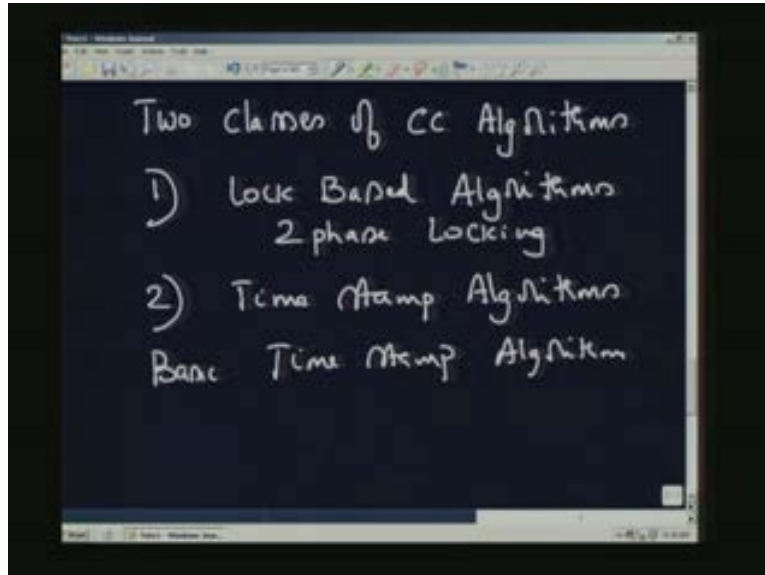 Two Classes of CC Algorithms
1) Lock Based Algorithms
2 phase Locking
2) Time Stamp Algorithms
Basic Time Stamp Algorithm